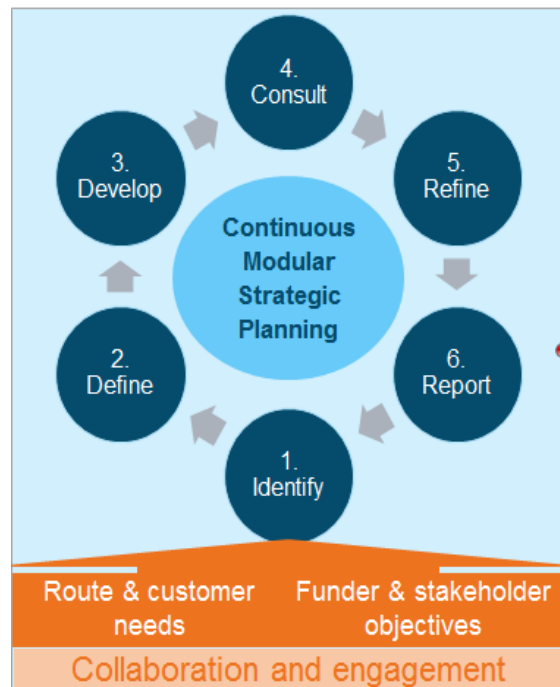 4.
Consult
3.
Develop
5.
Refine
Continuous
Modular
Strategic
Planning
2.
Define
6.
Report
1.
Identify
Route & customer
needs
Funder & stakeholder
objectives
Collaboration and engagement